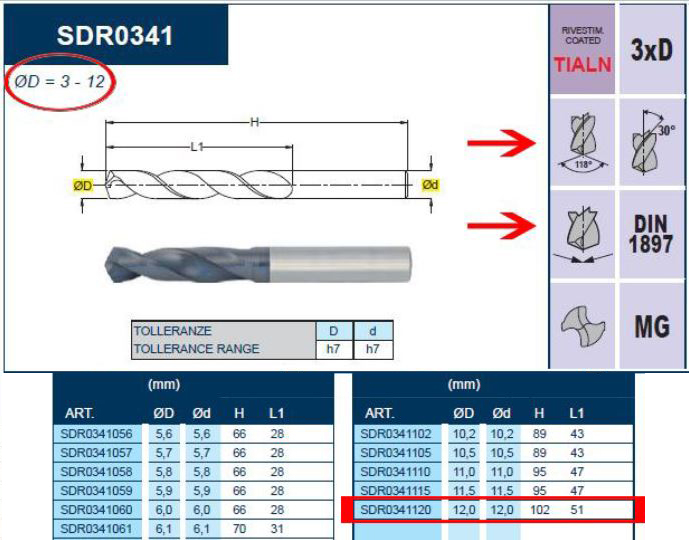 SDR0341
ØD = 3 - 12
RIVESTIM.
COATED
TIALN
3xD
H
L1
ØD
Ød
118°
30°
DIN
1897
MG
TOLLERANZE D d
TOLLERANCE RANGE h7 h7
(mm)
ART. ØD Ød H L1
SDR0341056 5,6 5,6 66 28
SDR0341057 5,7 5,7 66 28
SDR0341058 5,8 5,8 66 28
SDR0341059 5,9 5,9 66 28
SDR0341060 6,0 6,0 66 28
SDR0341061 6,1 6,1 70 31
(mm)
ART. ØD Ød H L1
SDR0341102 10,2 10,2 89 43
SDR0341105 10,5 10,5 89 43
SDR0341110 11,0 11,0 95 47
SDR0341115 11,5 11,5 95 47
SDR0341120 12,0 12,0 102 51